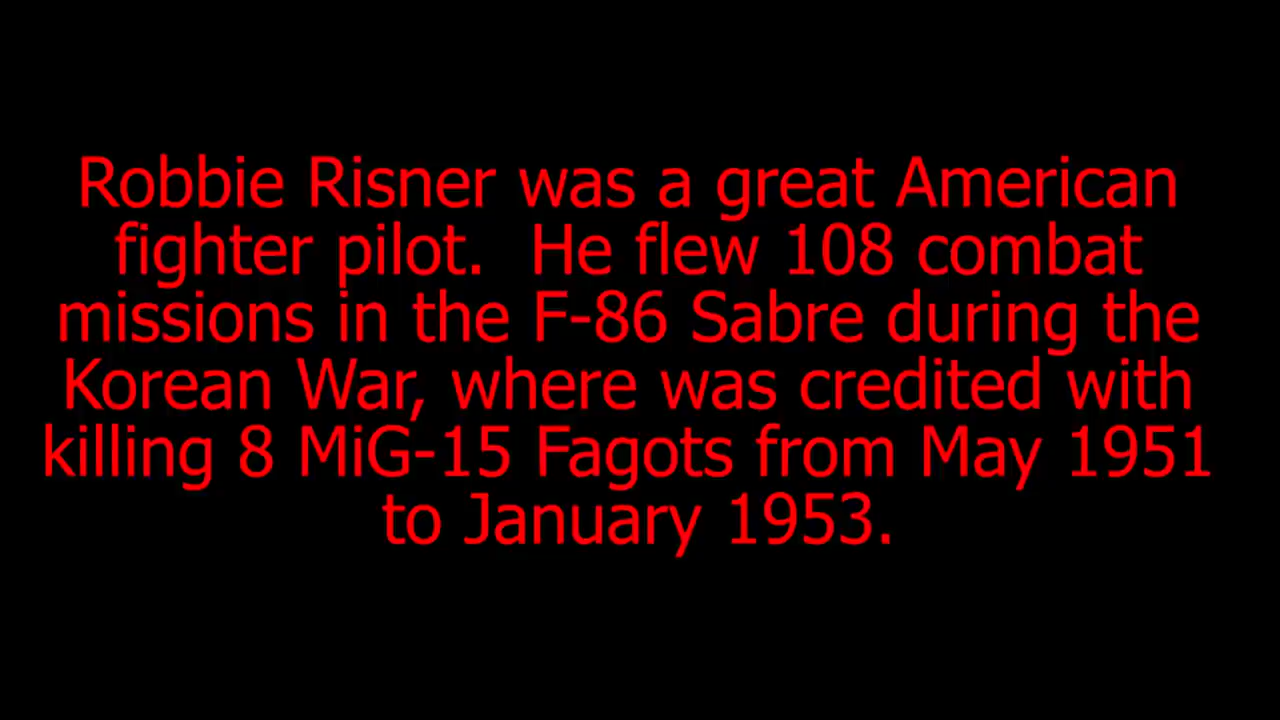 Robbie Risner was a great American
fighter pilot.  He flew 108 combat
missions in the F-86 Sabre during the
Korean War, where was credited with
killing 8 MiG-15 Fagots from May 1951
to January 1953.